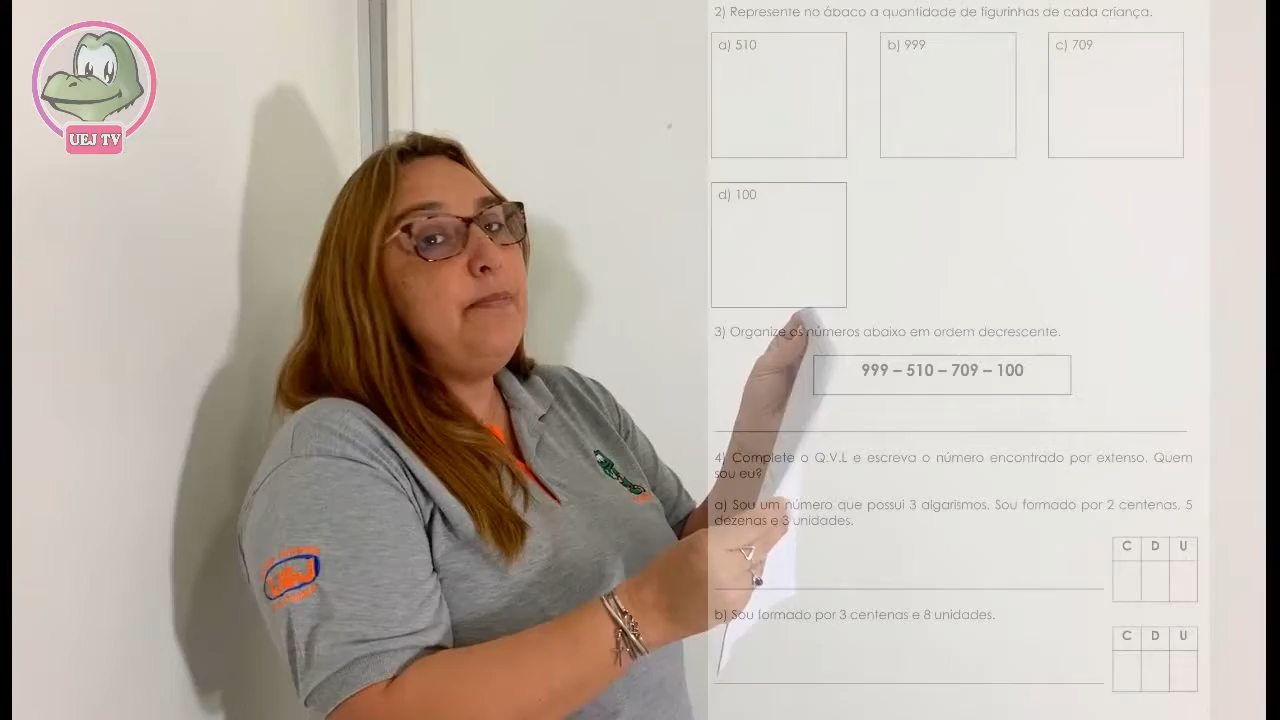 UEJ TV
2) Represente no ábaco a quantidade de figurinhas de cada criança.
a) 510
b) 999
c) 709
d) 100
3) Organize os números abaixo em ordem decrescente.
999 – 510 – 709 – 100
4) Complete o Q.V.L e escreva o número encontrado por extenso. Quem
sou eu?
a) Sou um número que possui 3 algarismos. Sou formado por 2 centenas, 5
dezenas e 3 unidades.
C D U
b) Sou formado por 3 centenas e 8 unidades.
C D U
UEJ